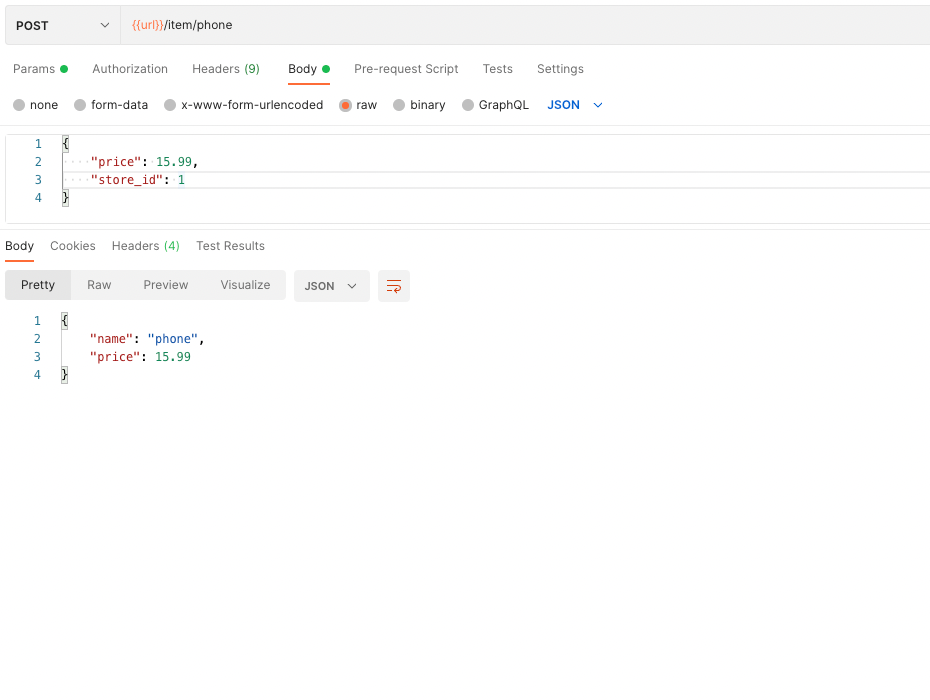 POST {{url}}/item/phone
Params Authorization Headers (9) Body Pre-request Script Tests Settings
none form-data x-www-form-urlencoded raw binary GraphQL JSON
1 {
2 ····"price":·15.99,
3 ····"store_id":·1
4 }
Body Cookies Headers (4) Test Results
Pretty Raw Preview Visualize JSON
1 {
2     "name": "phone",
3     "price": 15.99
4 }